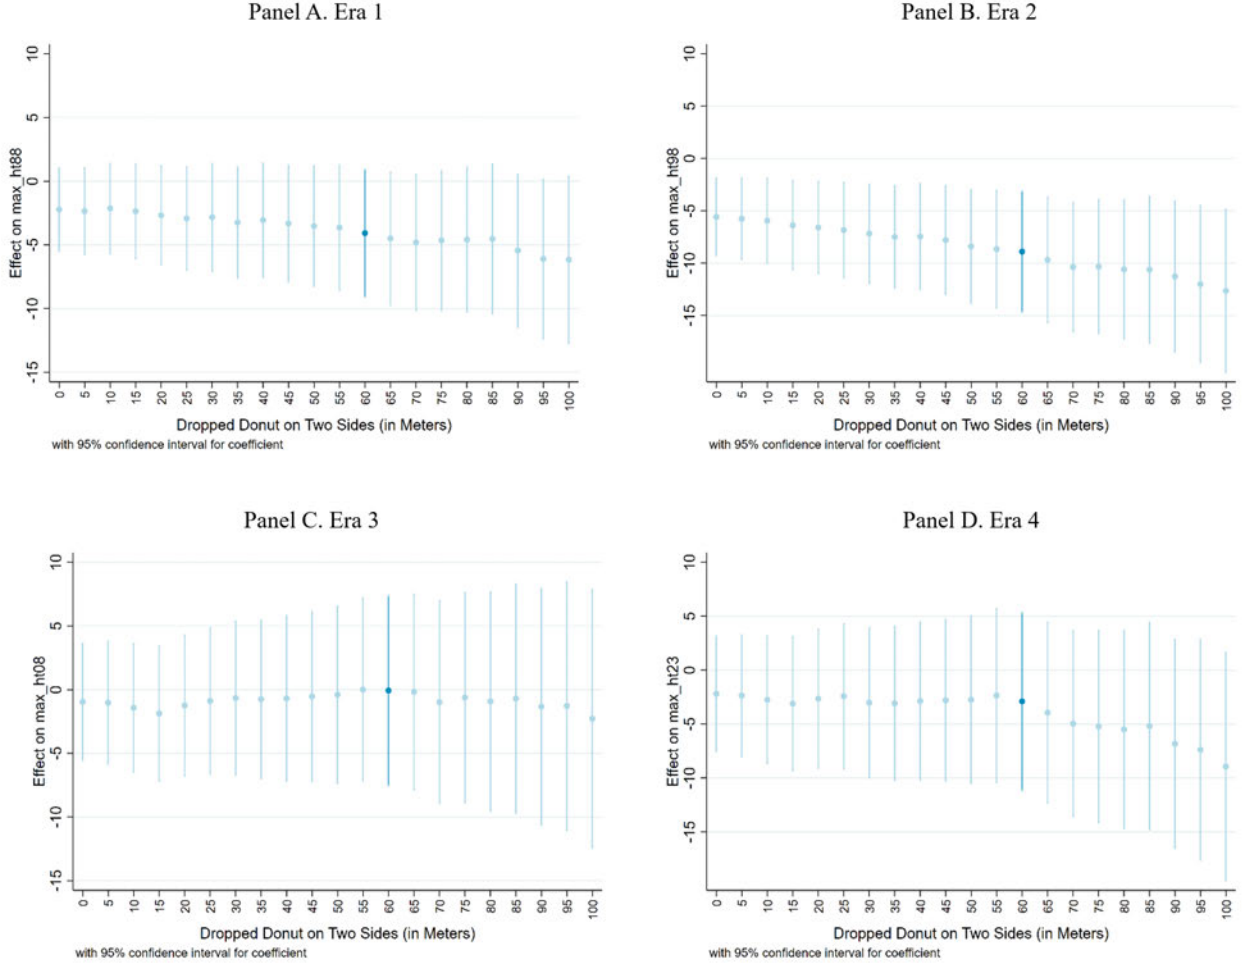 Panel A. Era 1
Effect on max_ht88
10
5
0
-5
-10
-15
0 5 10 15 20 25 30 35 40 45 50 55 60 65 70 75 80 85 90 95 100
Dropped Donut on Two Sides (in Meters)
with 95% confidence interval for coefficient
Panel B. Era 2
Effect on max_ht98
10
5
0
-5
-10
-15
0 5 10 15 20 25 30 35 40 45 50 55 60 65 70 75 80 85 90 95 100
Dropped Donut on Two Sides (in Meters)
with 95% confidence interval for coefficient
Panel C. Era 3
Effect on max_ht08
10
5
0
-5
-10
-15
0 5 10 15 20 25 30 35 40 45 50 55 60 65 70 75 80 85 90 95 100
Dropped Donut on Two Sides (in Meters)
with 95% confidence interval for coefficient
Panel D. Era 4
Effect on max_ht23
10
5
0
-5
-10
-15
0 5 10 15 20 25 30 35 40 45 50 55 60 65 70 75 80 85 90 95 100
Dropped Donut on Two Sides (in Meters)
with 95% confidence interval for coefficient